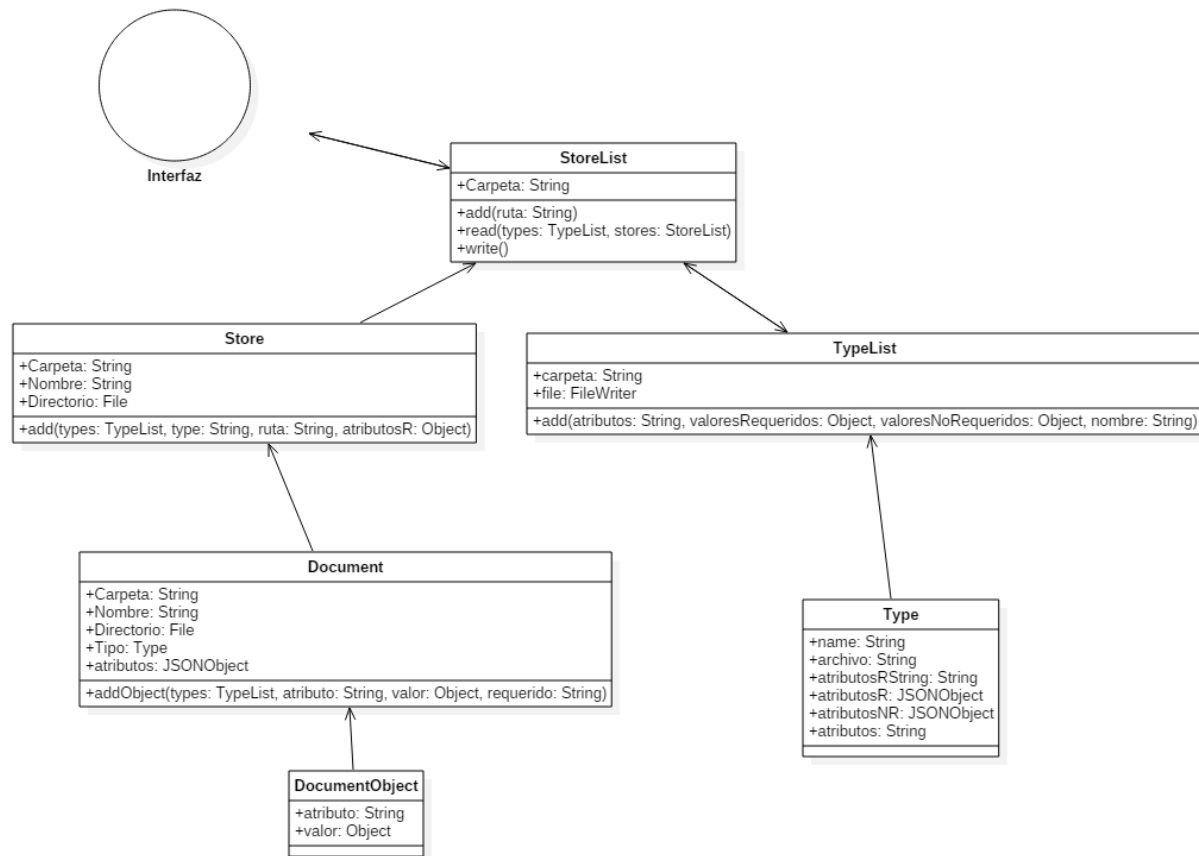 Interfaz
StoreList
+Carpeta: String
+add(ruta: String)
+read(types: TypeList, stores: StoreList)
+write()
Store
+Carpeta: String
+Nombre: String
+Directorio: File
+add(types: TypeList, type: String, ruta: String, atributosR: Object)
TypeList
+carpeta: String
+file: FileWriter
+add(atributos: String, valoresRequeridos: Object, valoresNoRequeridos: Object, nombre: String)
Document
+Carpeta: String
+Nombre: String
+Directorio: File
+Tipo: Type
+atributos: JSONObject
+addObject(types: TypeList, atributo: String, valor: Object, requerido: String)
Type
+name: String
+archivo: String
+atributosRString: String
+atributosR: JSONObject
+atributosNR: JSONObject
+atributos: String
DocumentObject
+atributo: String
+valor: Object